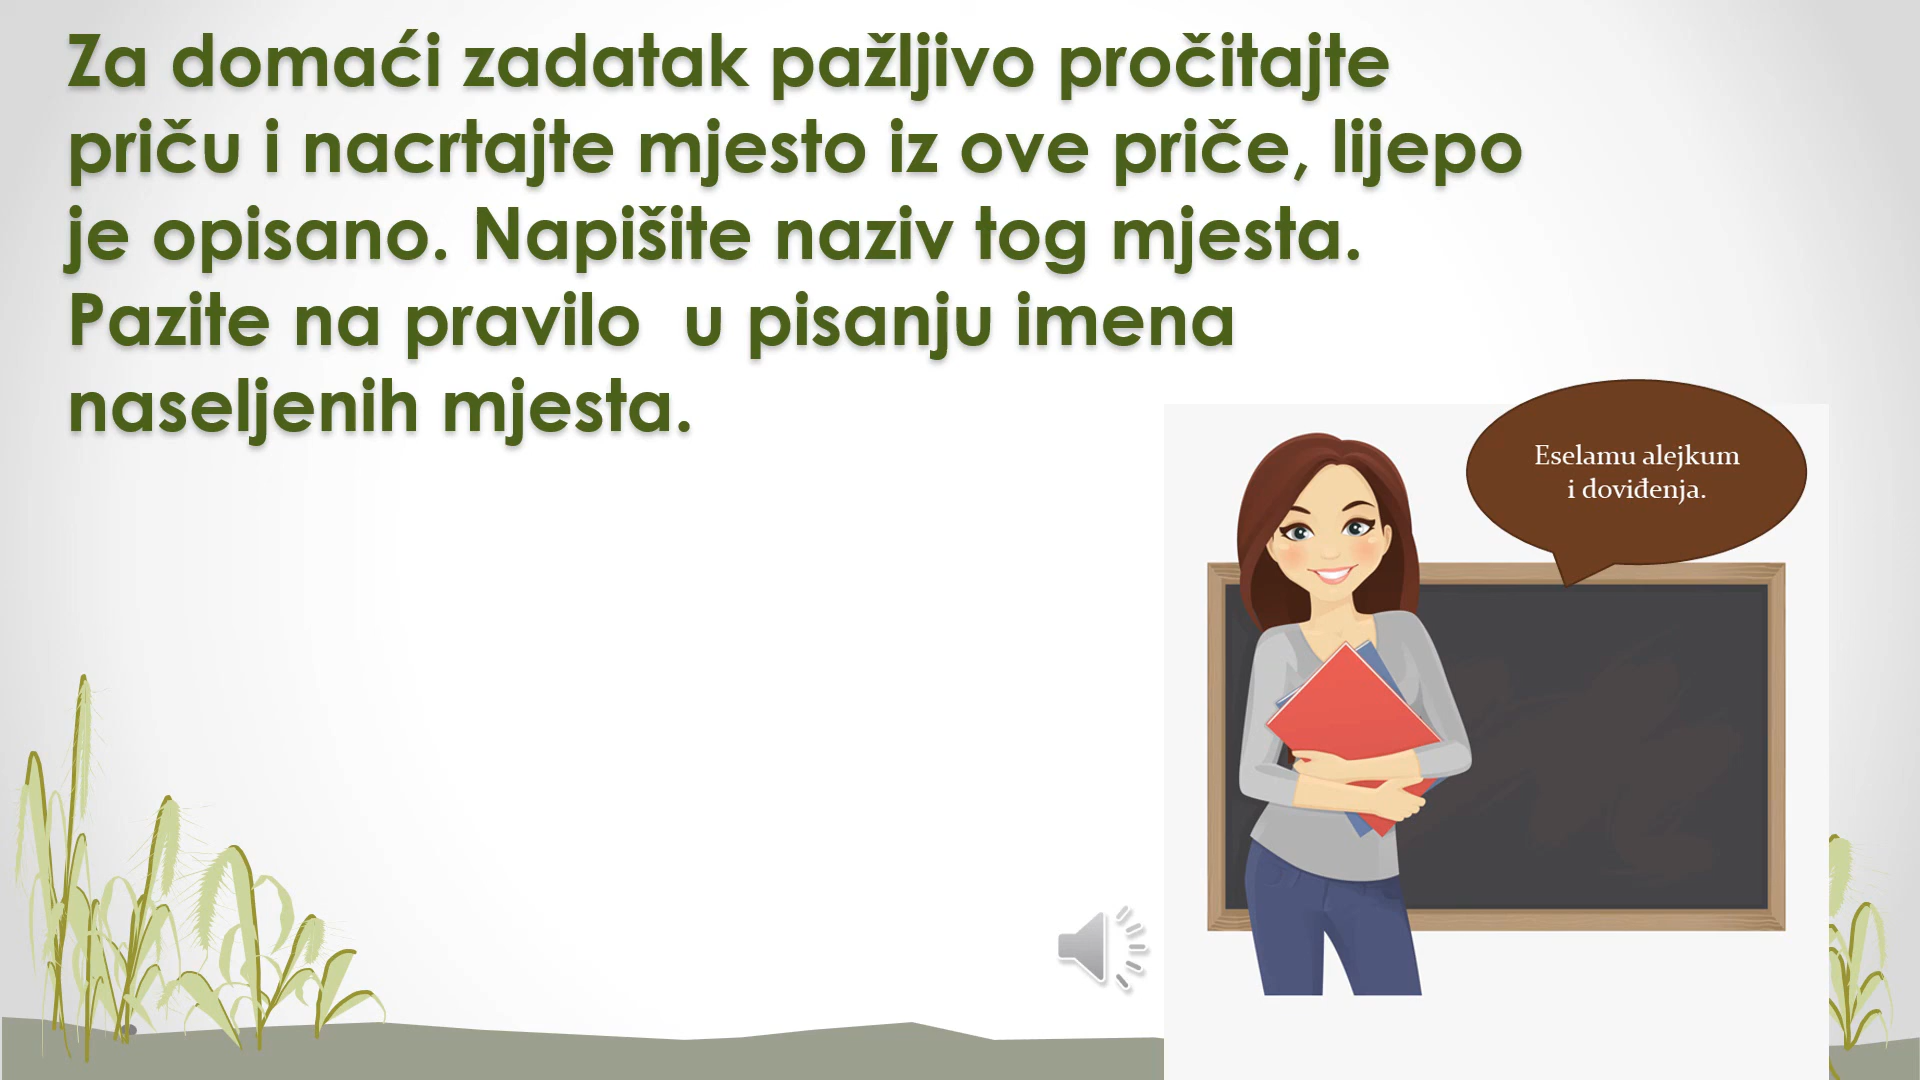 Za domaći zadatak pažljivo pročitajte
priču i nacrtajte mjesto iz ove priče, lijepo
je opisano. Napišite naziv tog mjesta.
Pazite na pravilo  u pisanju imena
naseljenih mjesta.
Eselamu alejkum
i doviđenja.